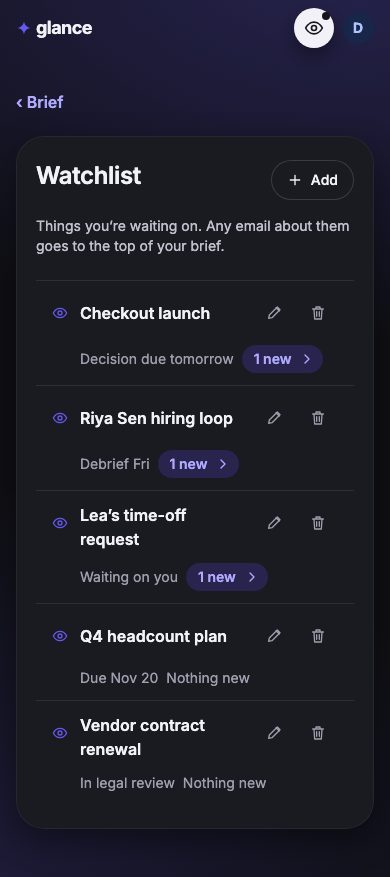 glance
D
‹ Brief
Watchlist
+ Add
Things you’re waiting on. Any email about them
goes to the top of your brief.
Checkout launch
Decision due tomorrow 1 new >
Riya Sen hiring loop
Debrief Fri 1 new >
Lea’s time-off
request
Waiting on you 1 new >
Q4 headcount plan
Due Nov 20 Nothing new
Vendor contract
renewal
In legal review Nothing new